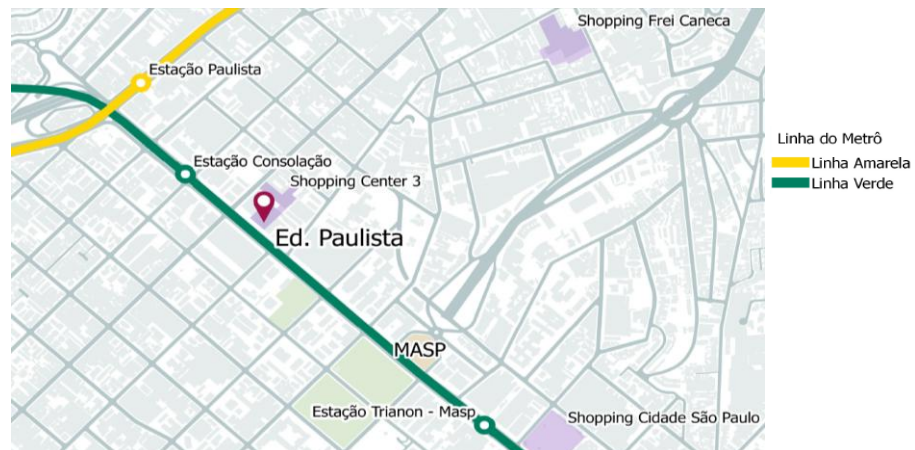 Shopping Frei Caneca
Estação Paulista
Linha do Metrô
Linha Amarela
Linha Verde
Estação Consolação
Shopping Center 3
Ed. Paulista
MASP
Estação Trianon - Masp
Shopping Cidade São Paulo